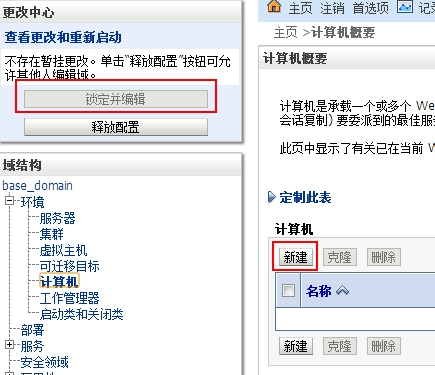 更改中心
查看更改和重新启动
不存在暂挂更改。单击“释放配置”按钮可允
许其他人编辑域。
锁定并编辑
释放配置
域结构
base_domain
环境
服务器
集群
虚拟主机
可迁移目标
计算机
工作管理器
启动类和关闭类
部署
服务
安全领域
主页 注销 首选项
主页 >计算机概要
计算机概要
计算机是承载一个或多个 We
会话复制) 要委派到的最佳服
此页中显示了有关已在当前 W
定制此表
计算机
新建 克隆 删除
名称
新建 克隆 删除